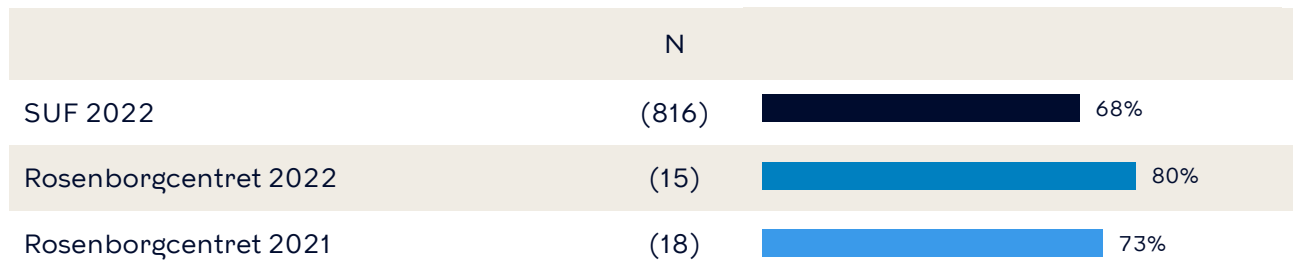 N
SUF 2022 (816) 68%
Rosenborgcentret 2022 (15) 80%
Rosenborgcentret 2021 (18) 73%